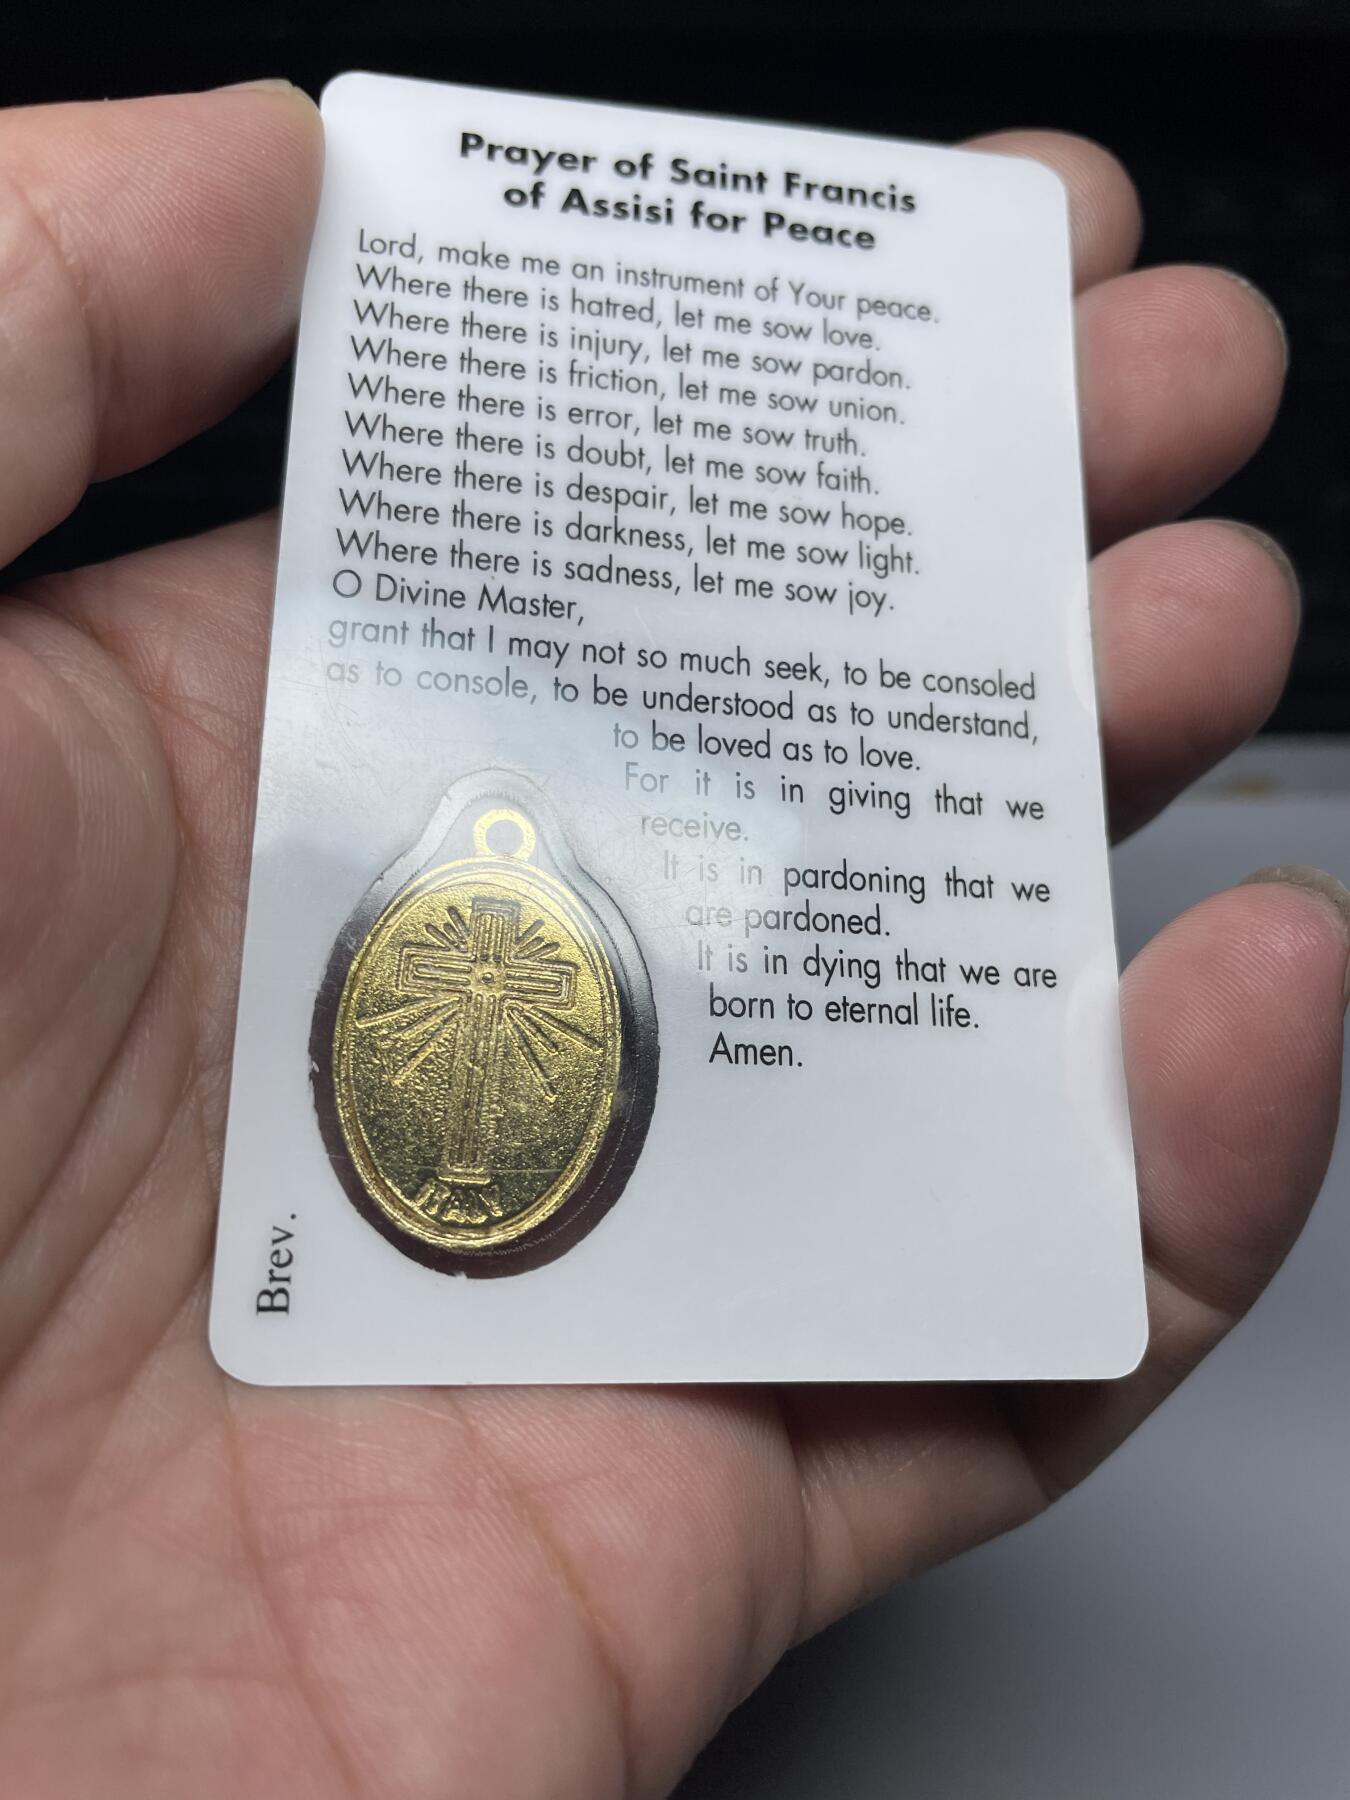 Prayer of Saint Francis
of Assisi for Peace
Lord, make me an instrument of Your peace.
Where there is hatred, let me sow love.
Where there is injury, let me sow pardon.
Where there is friction, let me sow union.
Where there is error, let me sow truth.
Where there is doubt, let me sow faith.
Where there is despair, let me sow hope.
Where there is darkness, let me sow light.
Where there is sadness, let me sow joy.
O Divine Master,
grant that I may not so much seek, to be consoled
as to console, to be understood as to understand,
to be loved as to love.
For it is in giving that we
receive.
It is in pardoning that we
are pardoned.
It is in dying that we are
born to eternal life.
Amen.
ITALY
Brev.